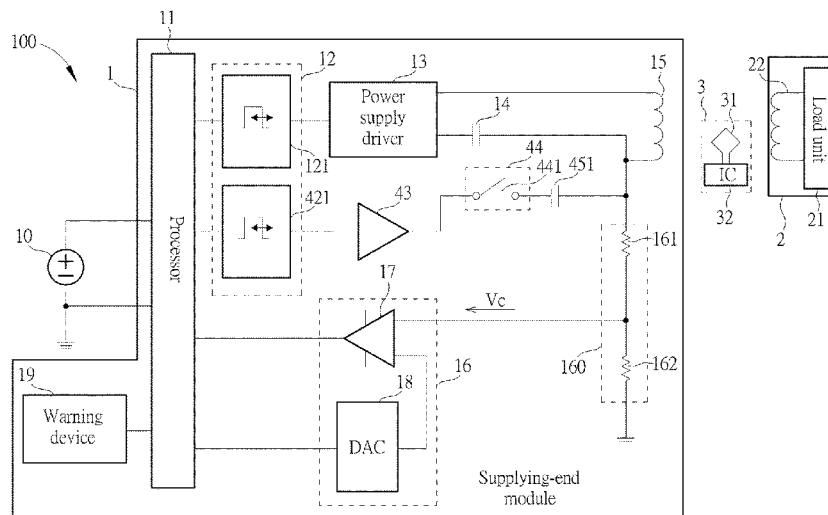 100
1
11
12
13
14
15
22
3
31
Load unit
IC
32
2
21
121
Power
supply
driver
44
441
451
421
43
Processor
10
161
17
Vc
160
162
16
18
DAC
19
Warning
device
Supplying-end
module